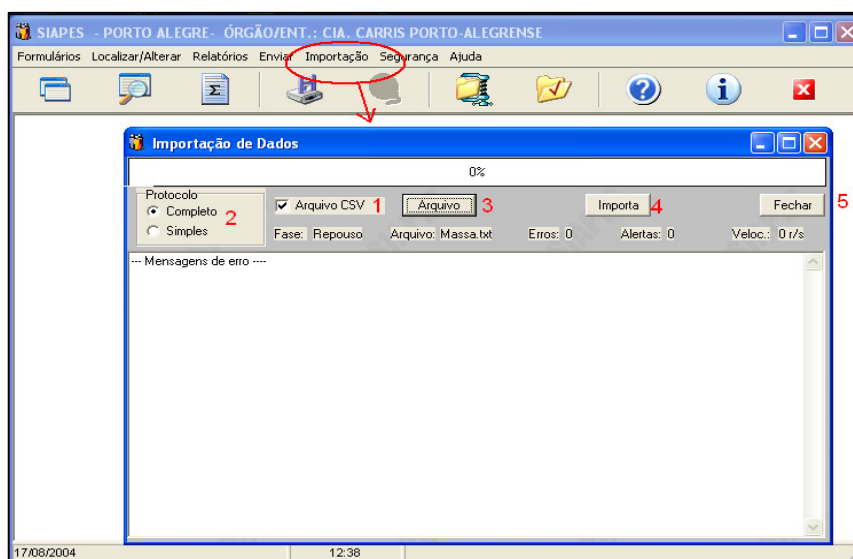 SIAPES - PORTO ALEGRE- ÓRGÃO/ENT.: CIA. CARRIS PORTO-ALEGRENSE
Formulários Localizar/Alterar Relatórios Enviar Importação Segurança Ajuda
Importação de Dados
0%
Protocolo
Completo 2
Simples
Arquivo CSV 1 Arquivo 3 Importa 4 Fechar 5
Fase: Repouso Arquivo: Massa.txt Erros: 0 Alertas: 0 Veloc.: 0 r/s
--- Mensagens de erro ----
17/08/2004 12:38